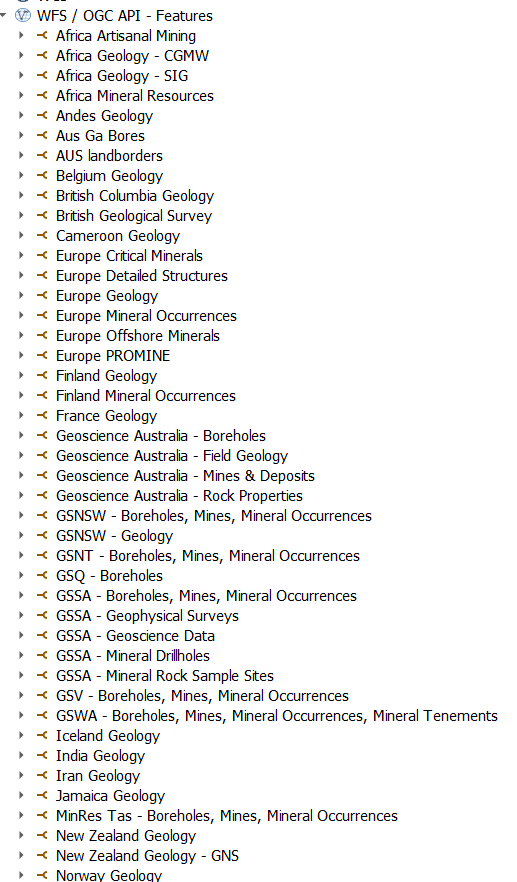 WFS / OGC API - Features
Africa Artisanal Mining
Africa Geology - CGMW
Africa Geology - SIG
Africa Mineral Resources
Andes Geology
Aus Ga Bores
AUS landborders
Belgium Geology
British Columbia Geology
British Geological Survey
Cameroon Geology
Europe Critical Minerals
Europe Detailed Structures
Europe Geology
Europe Mineral Occurrences
Europe Offshore Minerals
Europe PROMINE
Finland Geology
Finland Mineral Occurrences
France Geology
Geoscience Australia - Boreholes
Geoscience Australia - Field Geology
Geoscience Australia - Mines & Deposits
Geoscience Australia - Rock Properties
GSNSW - Boreholes, Mines, Mineral Occurrences
GSNSW - Geology
GSNT - Boreholes, Mines, Mineral Occurrences
GSQ - Boreholes
GSSA - Boreholes, Mines, Mineral Occurrences
GSSA - Geophysical Surveys
GSSA - Geoscience Data
GSSA - Mineral Drillholes
GSSA - Mineral Rock Sample Sites
GSV - Boreholes, Mines, Mineral Occurrences
GSWA - Boreholes, Mines, Mineral Occurrences, Mineral Tenements
Iceland Geology
India Geology
Iran Geology
Jamaica Geology
MinRes Tas - Boreholes, Mines, Mineral Occurrences
New Zealand Geology
New Zealand Geology - GNS
Norway Geology